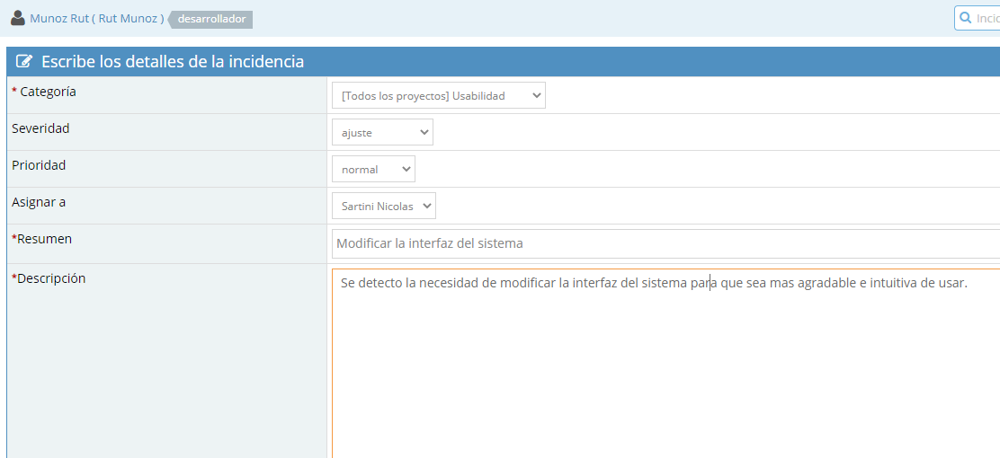 Munoz Rut ( Rut Munoz ) desarrollador
Escribe los detalles de la incidencia
* Categoría [Todos los proyectos] Usabilidad
Severidad ajuste
Prioridad normal
Asignar a Sartini Nicolas
*Resumen Modificar la interfaz del sistema
*Descripción Se detecto la necesidad de modificar la interfaz del sistema para que sea mas agradable e intuitiva de usar.